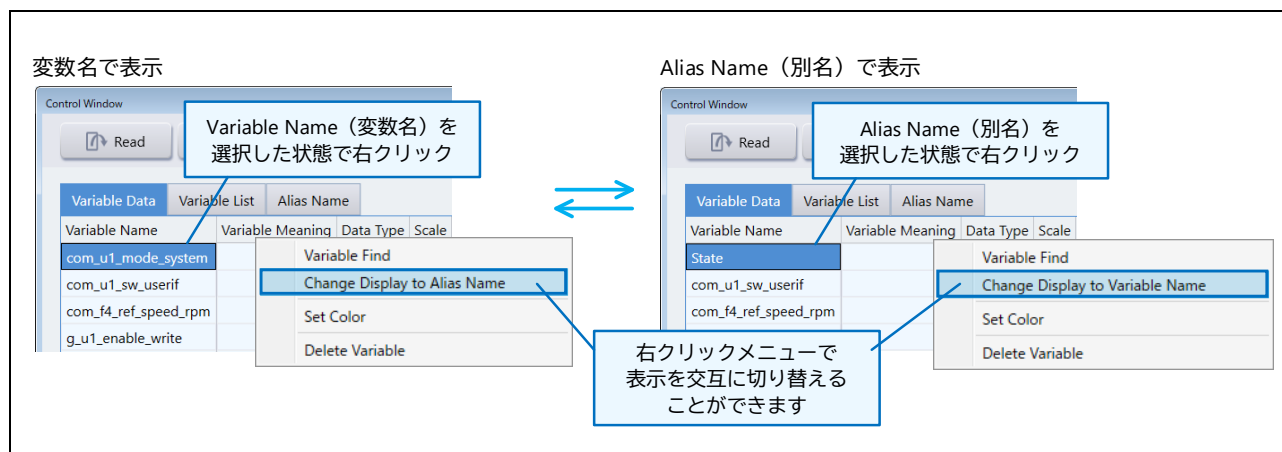 変数名で表示
Control Window
Read
Variable Name（変数名）を
選択した状態で右クリック
Variable Data Variable List Alias Name
Variable Name Variable Meaning Data Type Scale
com_u1_mode_system
com_u1_sw_userif
com_f4_ref_speed_rpm
g_u1_enable_write
Variable Find
Change Display to Alias Name
Set Color
Delete Variable
Alias Name（別名）で表示
Control Window
Read
Alias Name（別名）を
選択した状態で右クリック
Variable Data Variable List Alias Name
Variable Name Variable Meaning Data Type Scale
State
com_u1_sw_userif
com_f4_ref_speed_rpm
Variable Find
Change Display to Variable Name
Set Color
Delete Variable
右クリックメニューで
表示を交互に切り替える
ことができます